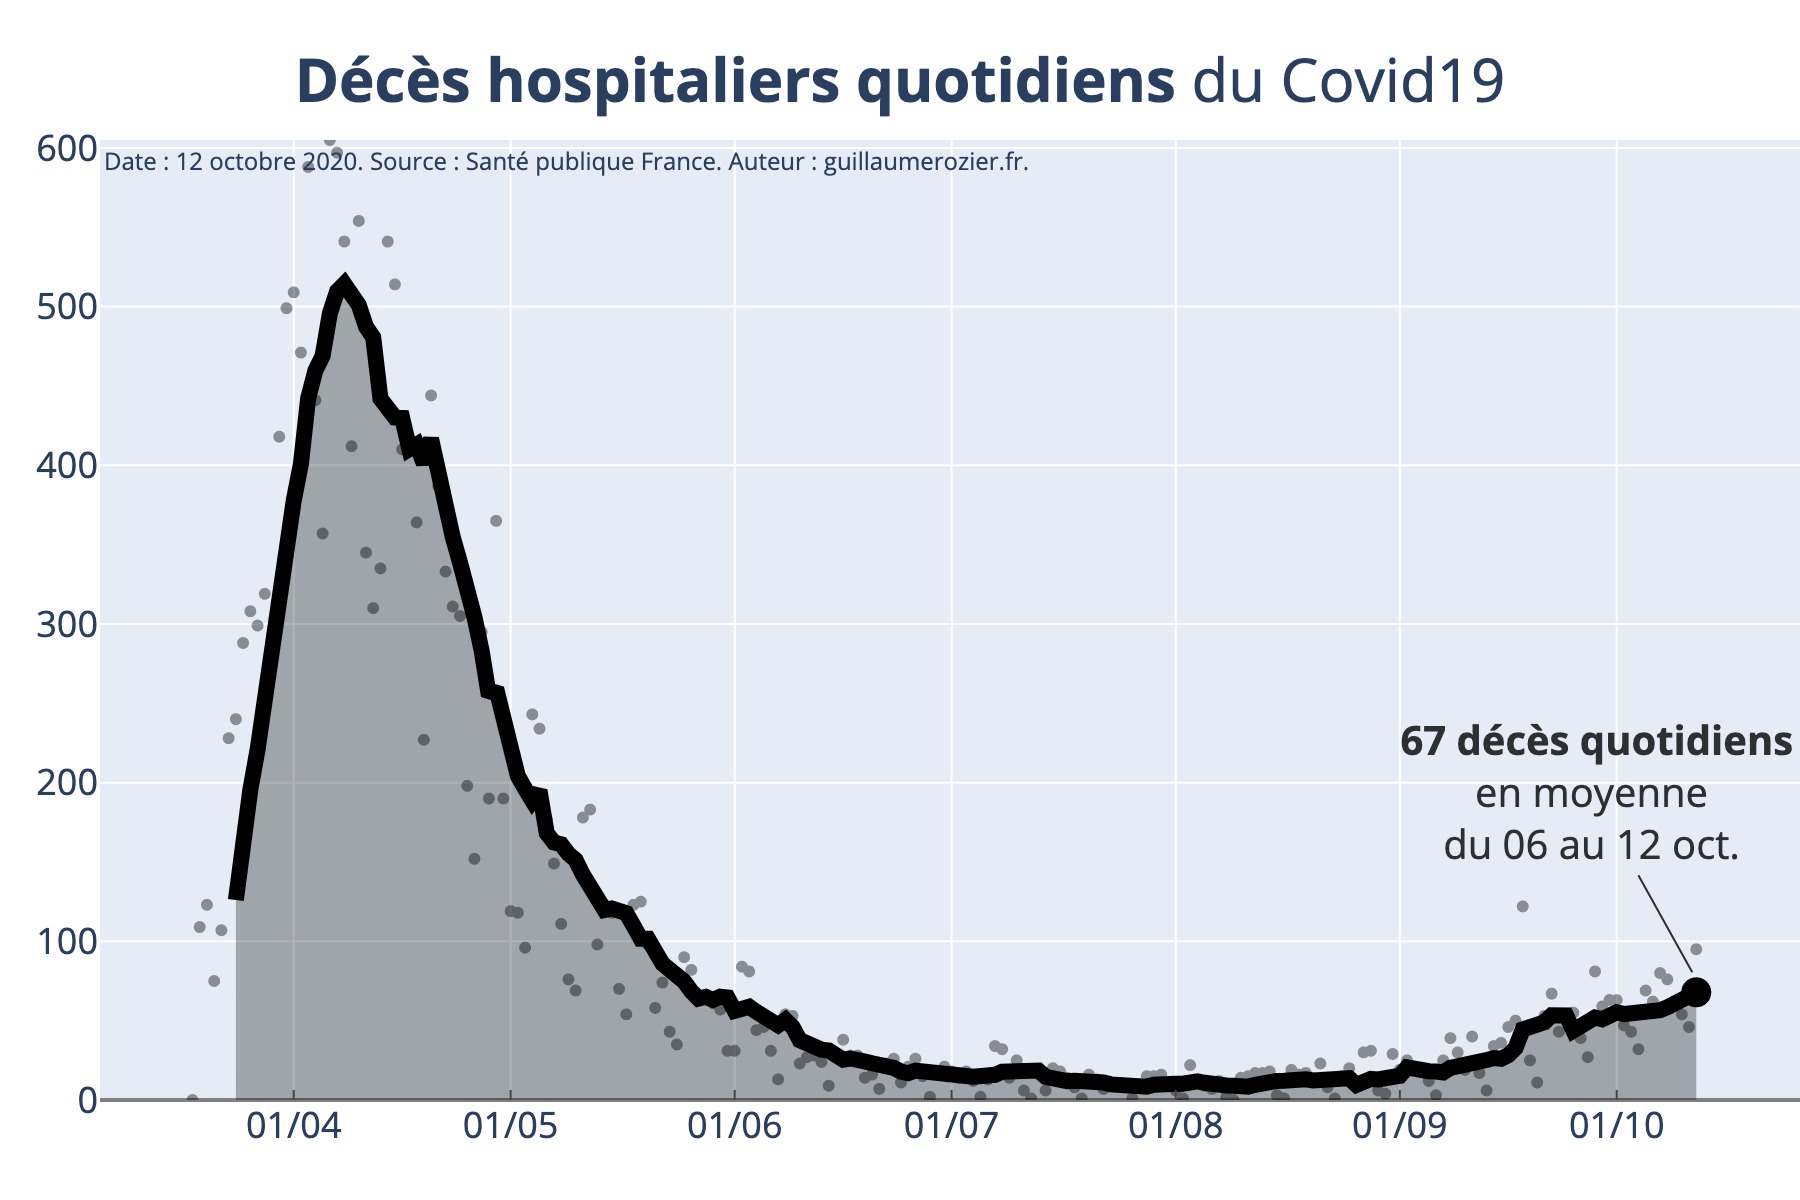 Décès hospitaliers quotidiens du Covid19
600
Date : 12 octobre 2020. Source : Santé publique France. Auteur : guillaumerozier.fr.
500
400
300
67 décès quotidiens
200
en moyenne
du 06 au 12 oct.
100
0
01/04 01/05 01/06 01/07 01/08 01/09 01/10